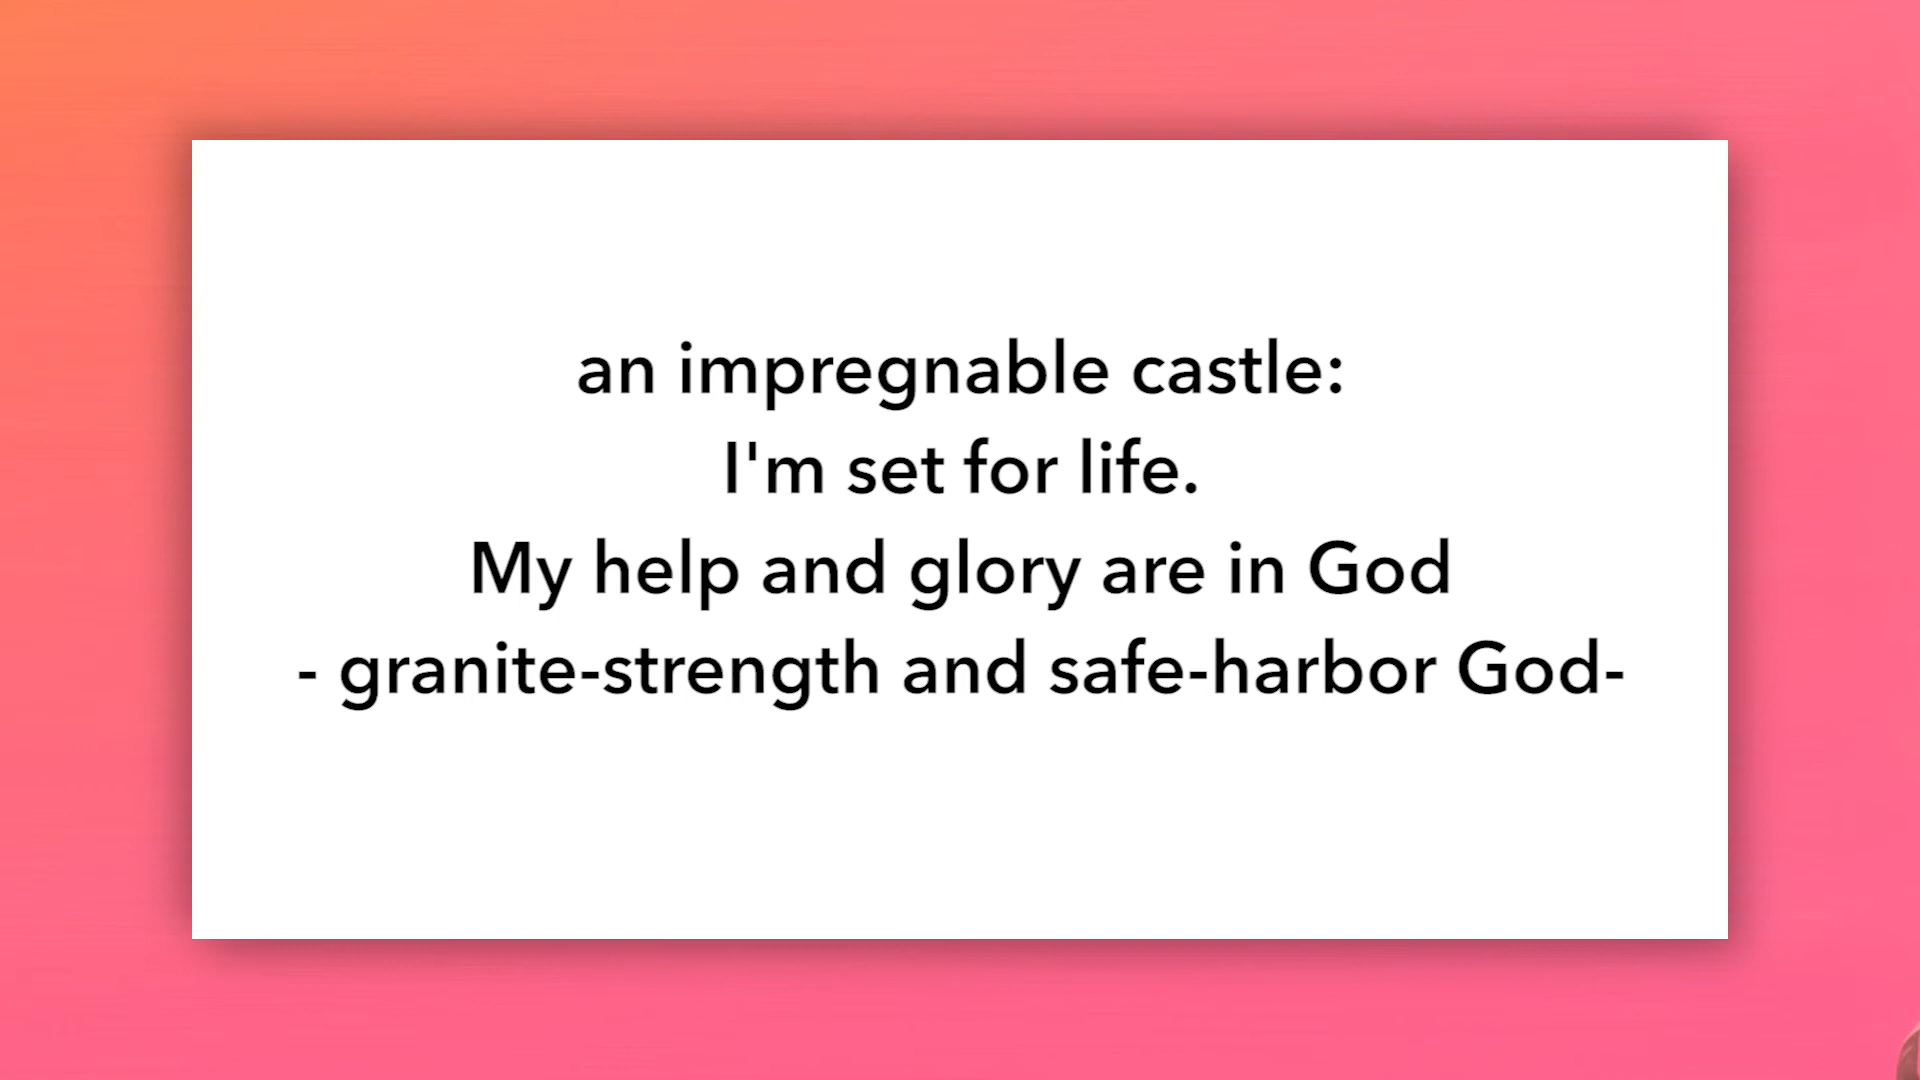 an impregnable castle:
I'm set for life.
My help and glory are in God
- granite-strength and safe-harbor God-